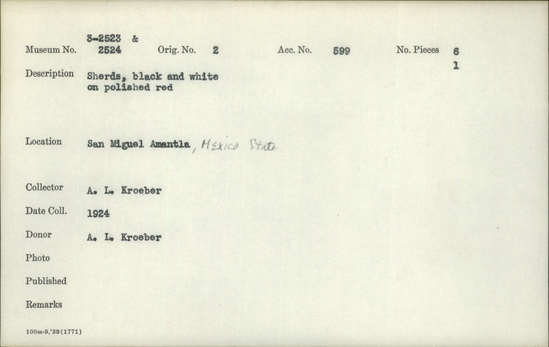 3-2523 &
Museum No. 2524 Orig. No. 2 Acc. No. 599 No. Pieces 6
1
Description Sherds, black and white
on polished red
Location San Miguel Amantla, Mexico State
Collector A. L. Kroeber
Date Coll. 1924
Donor A. L. Kroeber
Photo
Published
Remarks
100m-8,'38(1771)